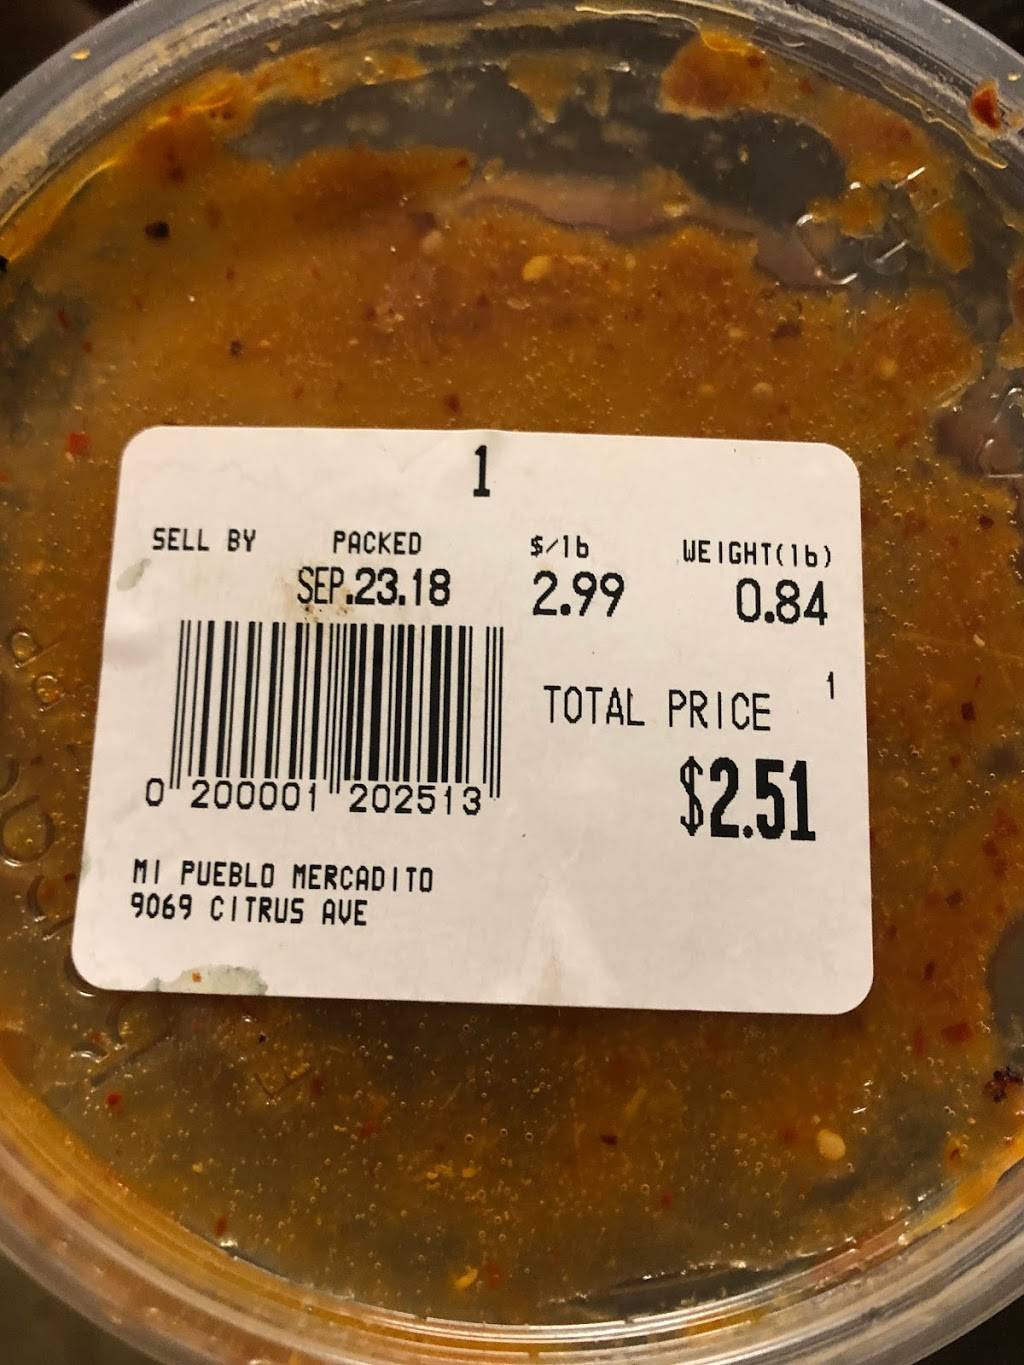 1
SELL BY PACKED $/lb WEIGHT(lb)
SEP.23.18 2.99 0.84
TOTAL PRICE 1
$2.51
0 200001 202513
MI PUEBLO MERCADITO
9069 CITRUS AVE